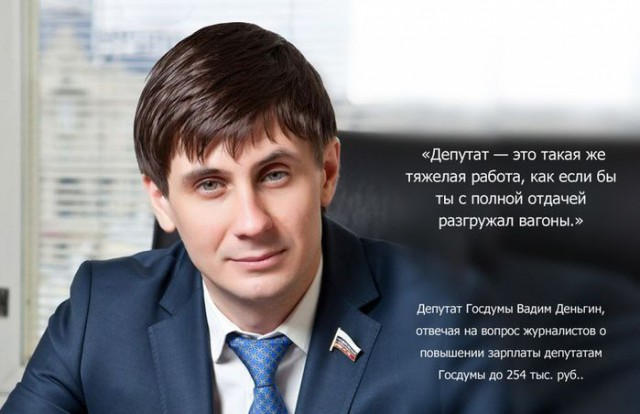 «Депутат — это такая же
тяжелая работа, как если бы
ты с полной отдачей
разгружал вагоны.»
Депутат Госдумы Вадим Деньгин,
отвечая на вопрос журналистов о
повышении зарплаты депутатам
Госдумы до 254 тыс. руб..